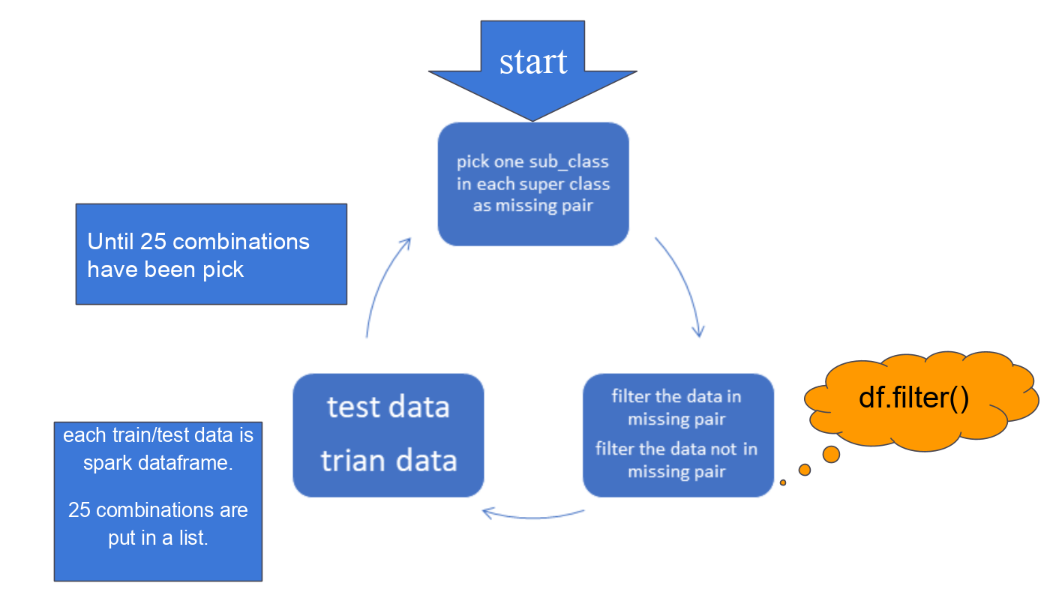 start
pick one sub_class
in each super class
as missing pair
Until 25 combinations
have been pick
filter the data in
missing pair
filter the data not in
missing pair
df.filter()
test data
trian data
each train/test data is
spark dataframe.
25 combinations are
put in a list.